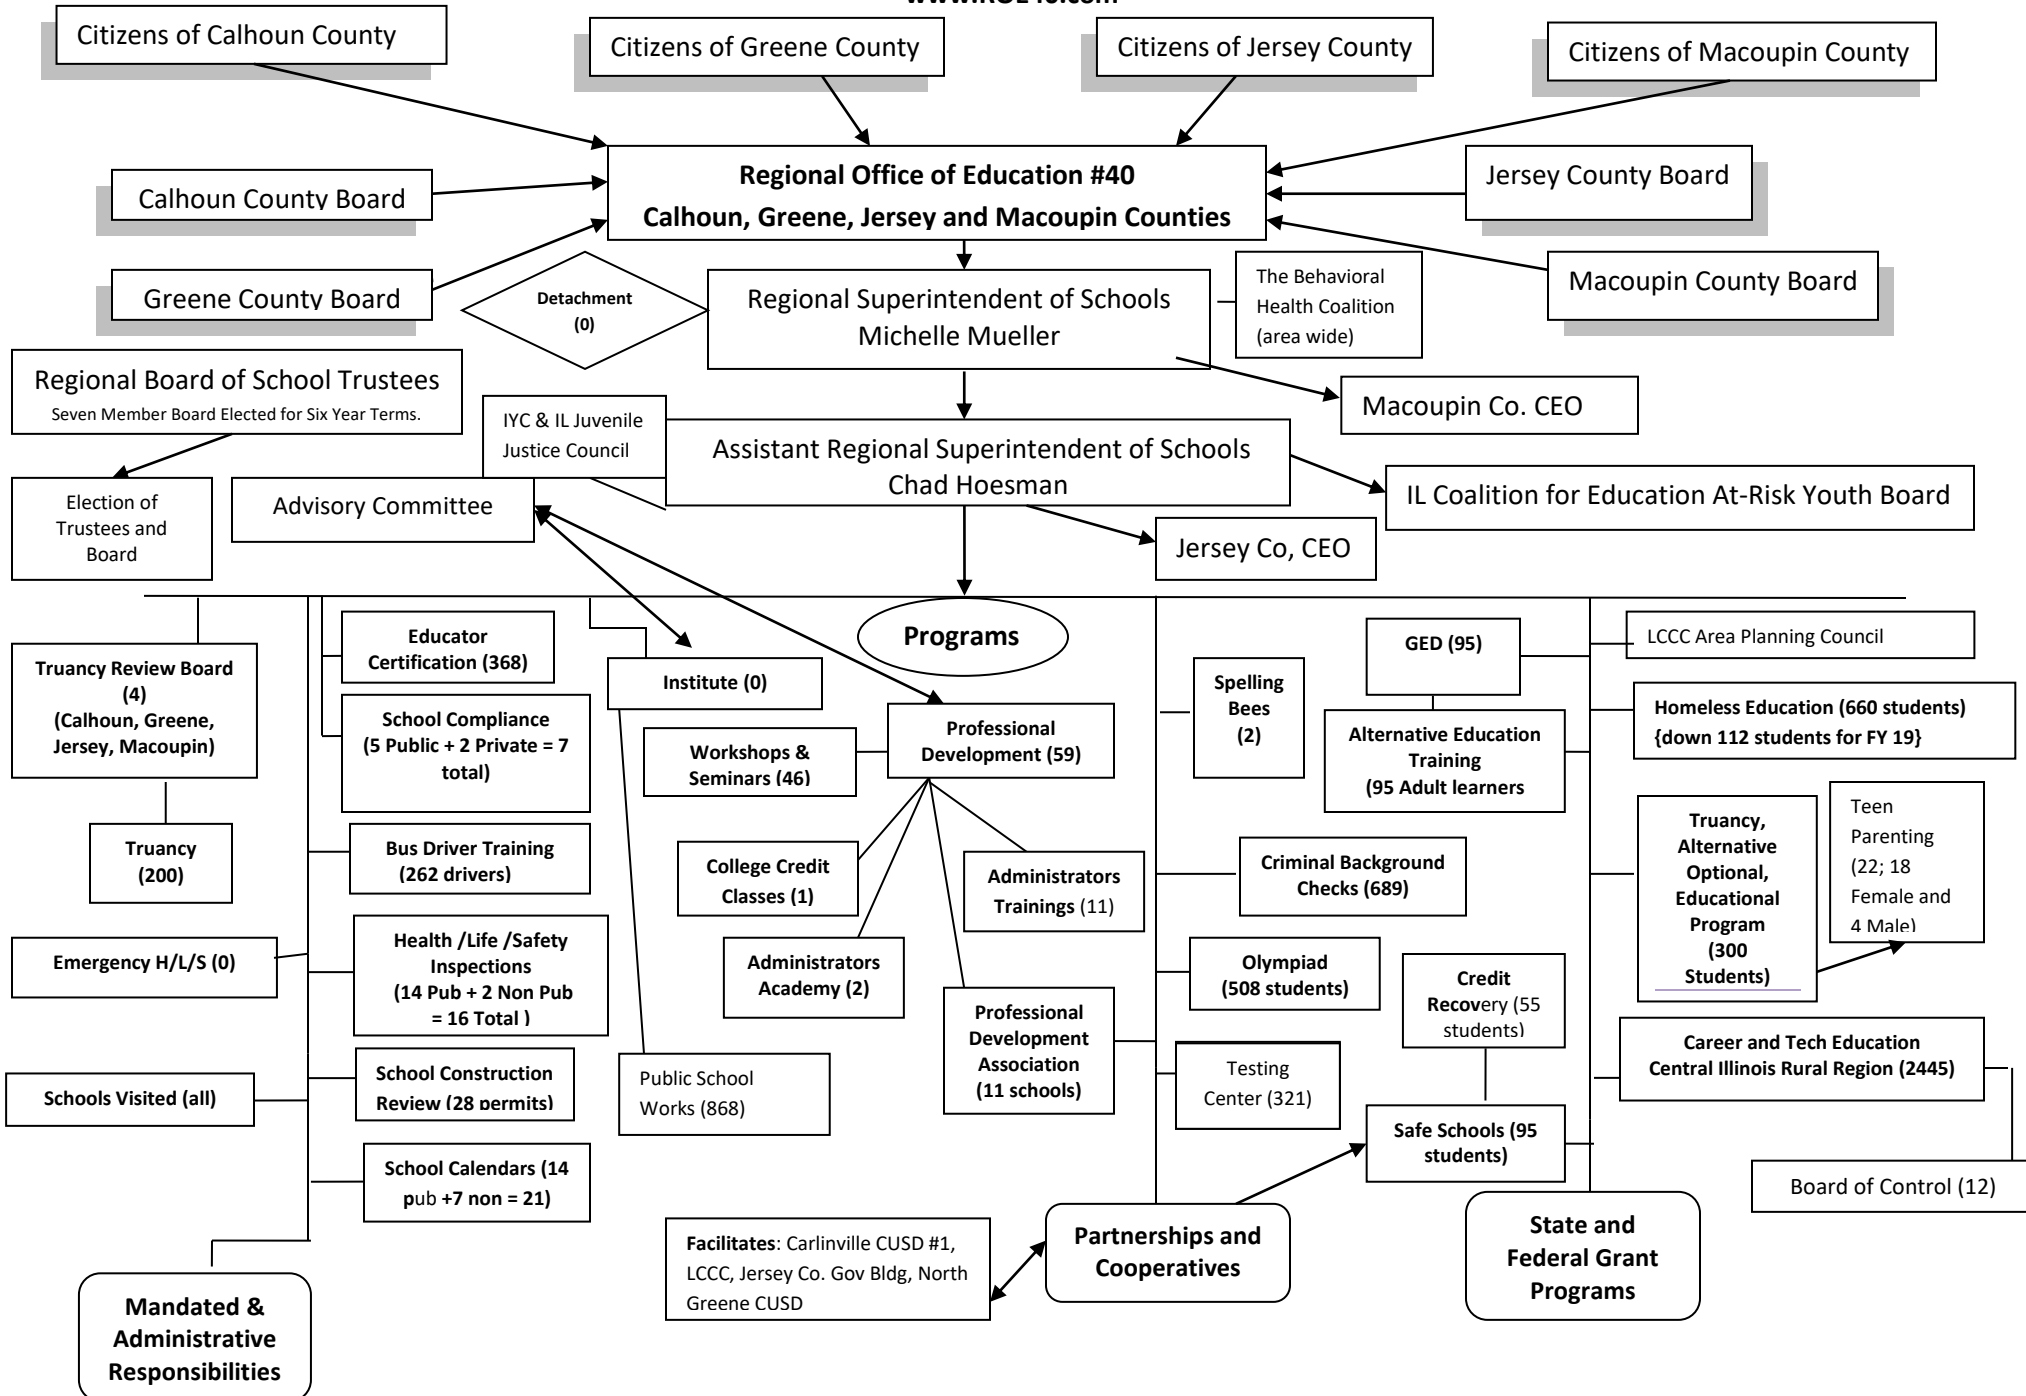 www.ROE40.com
Citizens of Calhoun County
Citizens of Greene County
Citizens of Jersey County
Citizens of Macoupin County
Regional Office of Education #40
Calhoun, Greene, Jersey and Macoupin Counties
Calhoun County Board
Jersey County Board
Greene County Board
Macoupin County Board
Detachment
(0)
Regional Superintendent of Schools
Michelle Mueller
The Behavioral
Health Coalition
(area wide)
Regional Board of School Trustees
Seven Member Board Elected for Six Year Terms.
Macoupin Co. CEO
IYC & IL Juvenile
Justice Council
Assistant Regional Superintendent of Schools
Chad Hoesman
IL Coalition for Education At-Risk Youth Board
Election of
Trustees and
Board
Advisory Committee
Jersey Co, CEO
Programs
Truancy Review Board
(4)
(Calhoun, Greene,
Jersey, Macoupin)
Truancy
(200)
Emergency H/L/S (0)
Schools Visited (all)
Educator
Certification (368)
School Compliance
(5 Public + 2 Private = 7
total)
Bus Driver Training
(262 drivers)
Health /Life /Safety
Inspections
(14 Pub + 2 Non Pub
= 16 Total )
School Construction
Review (28 permits)
School Calendars (14
pub +7 non = 21)
Mandated &
Administrative
Responsibilities
Institute (0)
Public School
Works (868)
Professional
Development (59)
Workshops &
Seminars (46)
College Credit
Classes (1)
Administrators
Trainings (11)
Administrators
Academy (2)
Professional
Development
Association
(11 schools)
Spelling
Bees
(2)
Criminal Background
Checks (689)
Olympiad
(508 students)
Testing
Center (321)
Facilitates: Carlinville CUSD #1,
LCCC, Jersey Co. Gov Bldg, North
Greene CUSD
Partnerships and
Cooperatives
GED (95)
Alternative Education
Training
(95 Adult learners
Credit
Recovery (55
students)
Safe Schools (95
students)
LCCC Area Planning Council
Homeless Education (660 students)
{down 112 students for FY 19}
Truancy,
Alternative
Optional,
Educational
Program
(300
Students)
Teen
Parenting
(22; 18
Female and
4 Male)
Career and Tech Education
Central Illinois Rural Region (2445)
Board of Control (12)
State and
Federal Grant
Programs